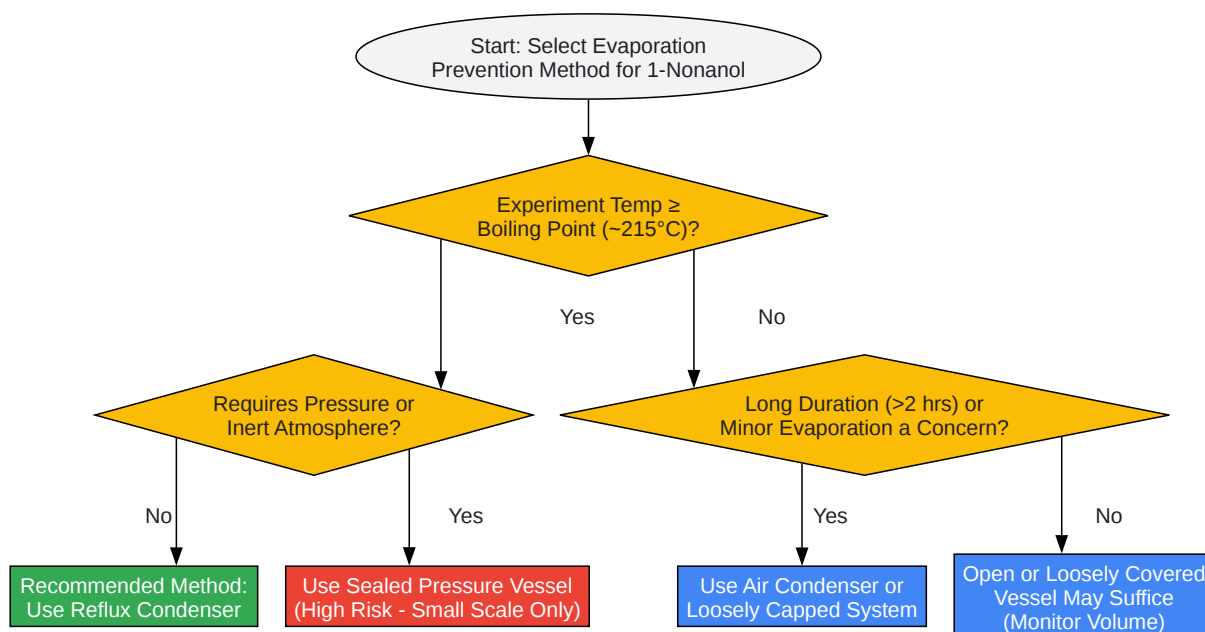 Start: Select Evaporation
Prevention Method for 1-Nonanol
Experiment Temp ≥
Boiling Point (~215°C)?
Yes
No
Requires Pressure or
Inert Atmosphere?
Long Duration (>2 hrs) or
Minor Evaporation a Concern?
No
Yes
Yes
No
Recommended Method:
Use Reflux Condenser
Use Sealed Pressure Vessel
(High Risk - Small Scale Only)
Use Air Condenser or
Loosely Capped System
Open or Loosely Covered
Vessel May Suffice
(Monitor Volume)